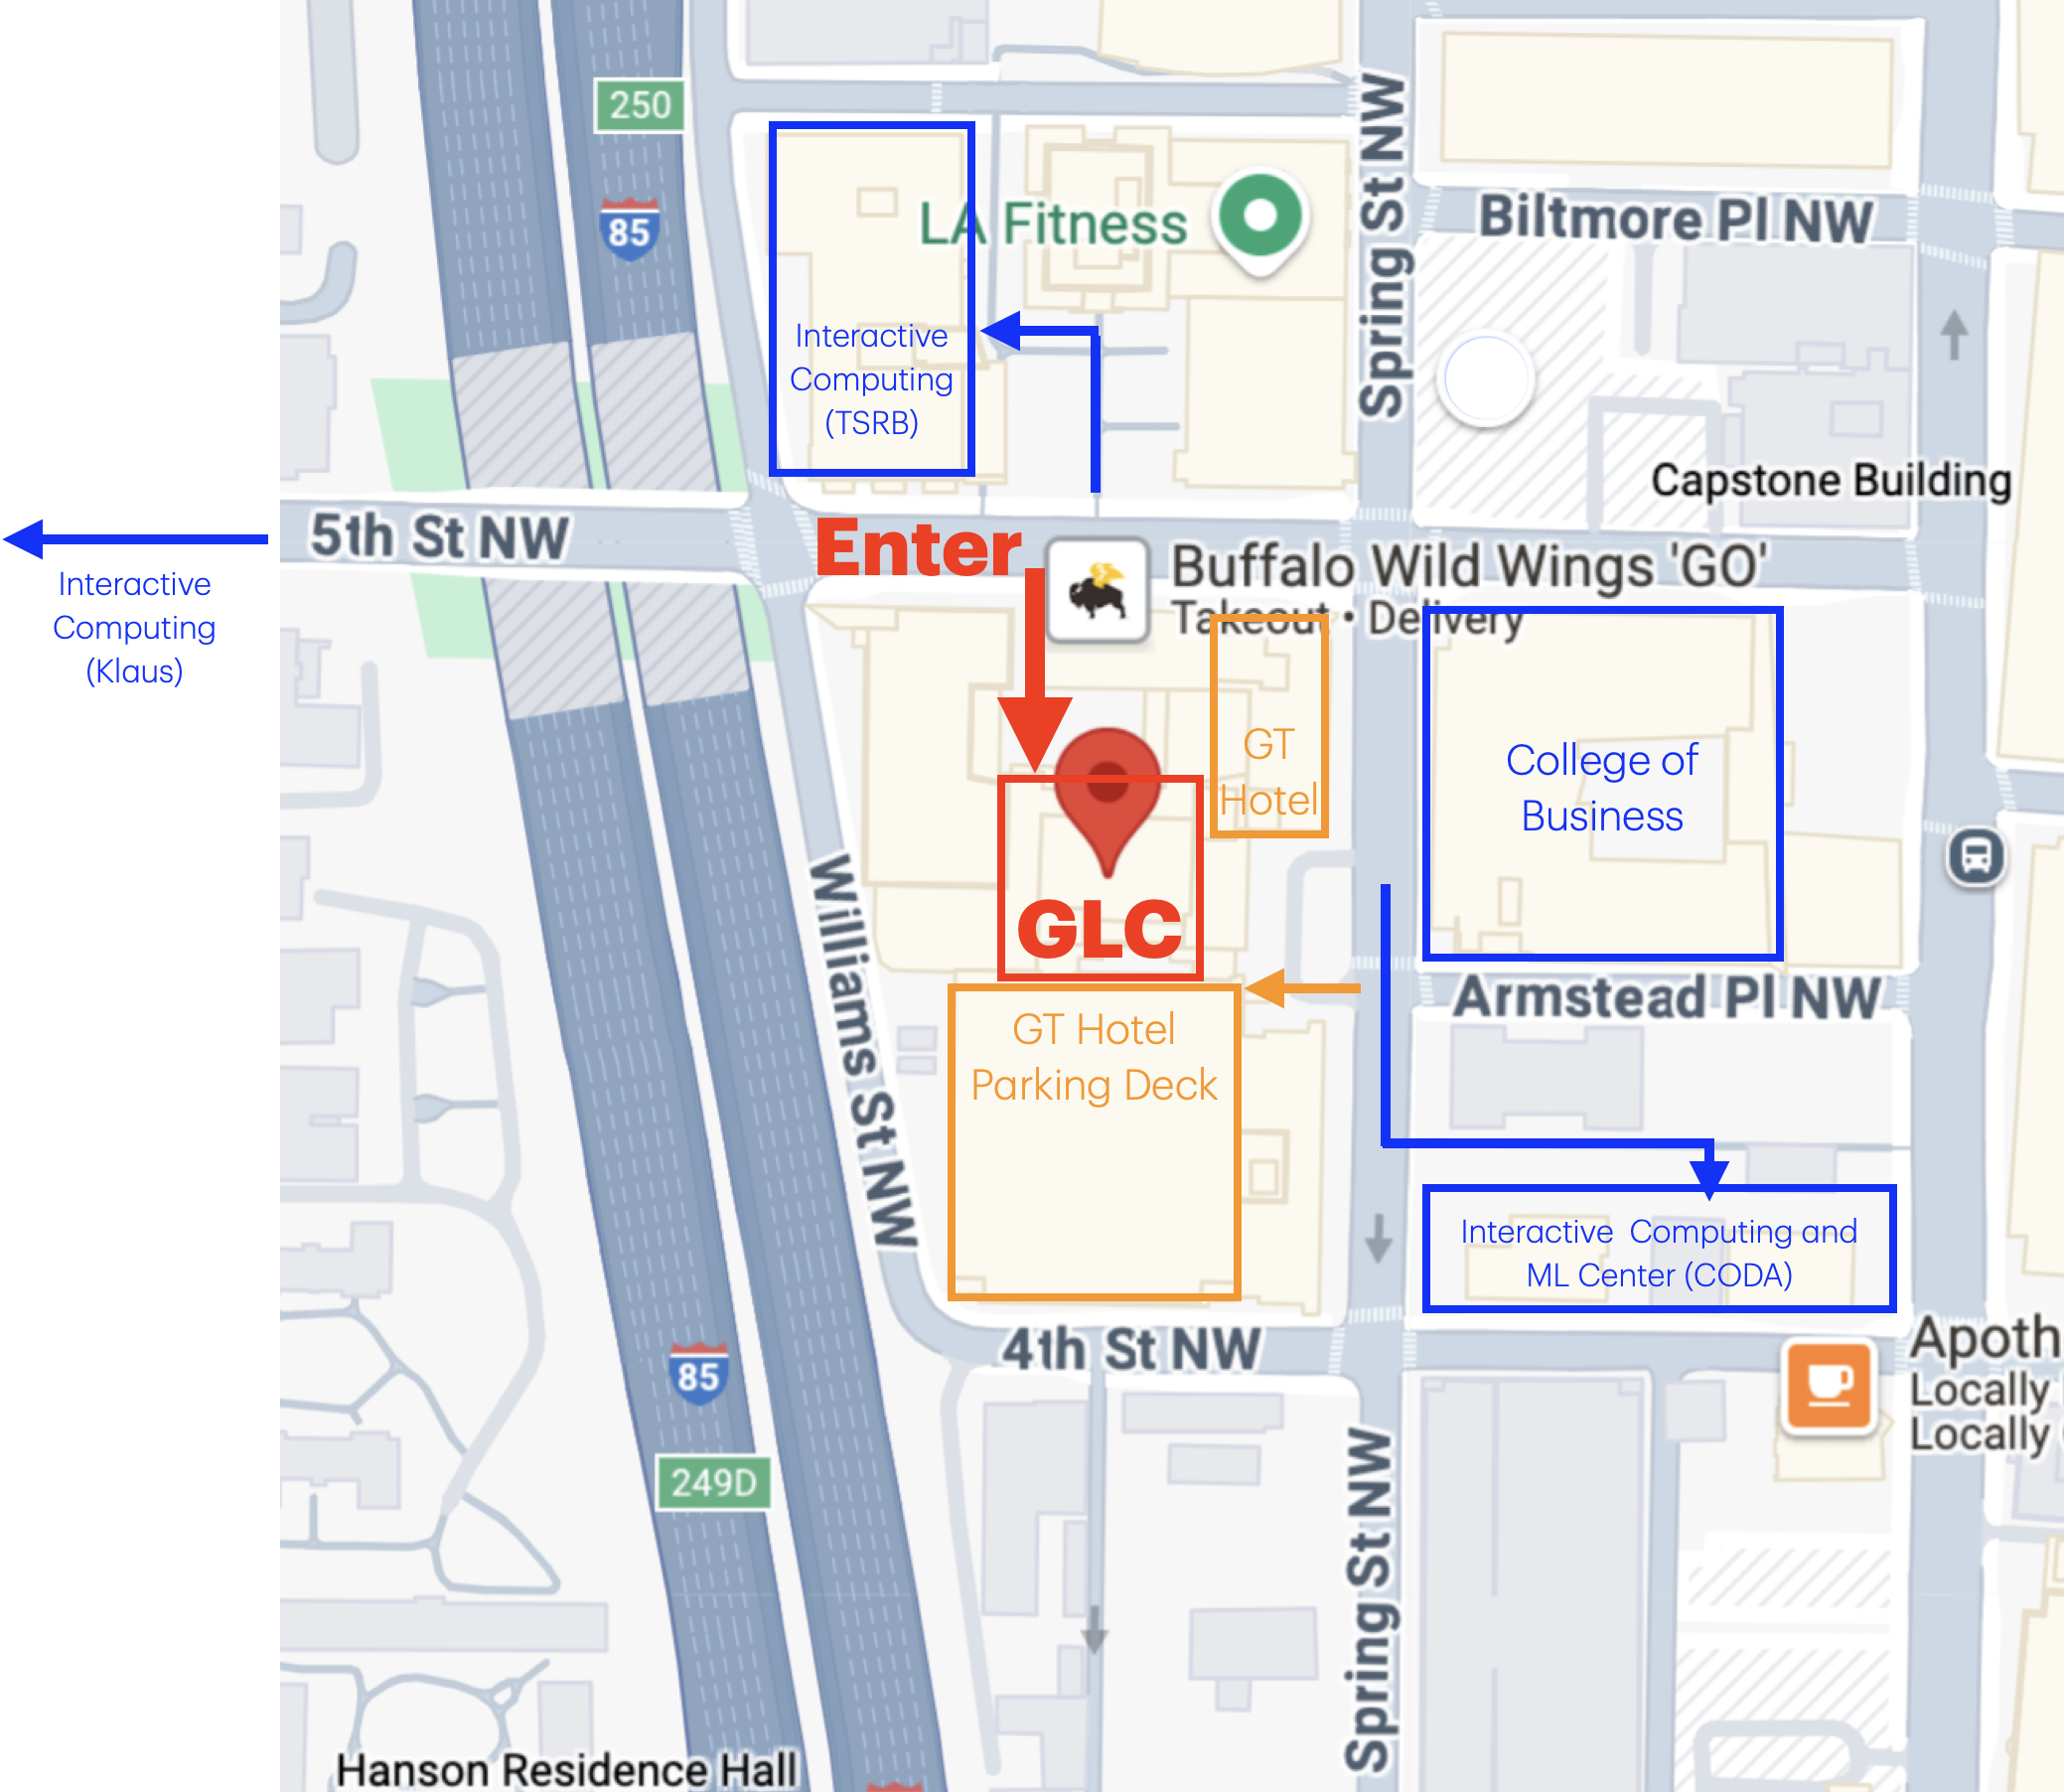 250
85
Spring St NW
Biltmore Pl NW
LA Fitness
Interactive
Computing
(TSRB)
Capstone Building
5th St NW
Enter
Buffalo Wild Wings 'GO'
Takeout • Delivery
Interactive
Computing
(Klaus)
GT
Hotel
College of
Business
Williams St NW
GLC
Armstead Pl NW
GT Hotel
Parking Deck
Interactive Computing and
ML Center (CODA)
4th St NW
Apoth
Locally
Locally
85
249D
Spring St NW
Hanson Residence Hall